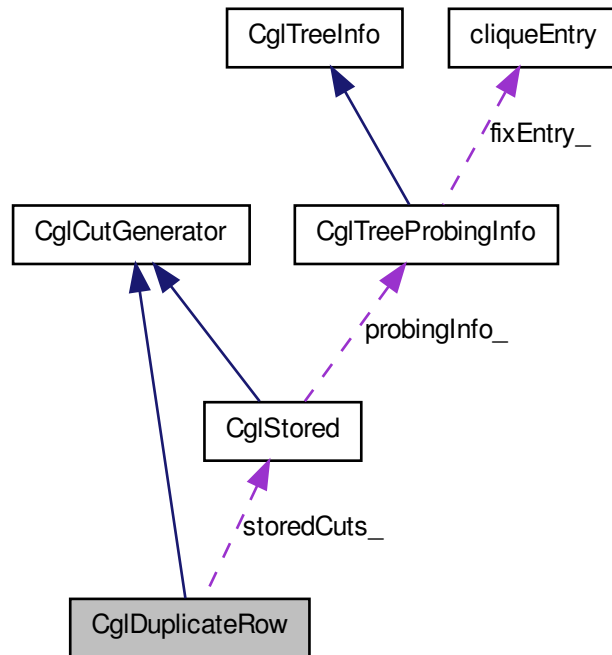 CglTreeInfo
cliqueEntry
fixEntry_
CglCutGenerator
CglTreeProbingInfo
probingInfo_
CglStored
storedCuts_
CglDuplicateRow